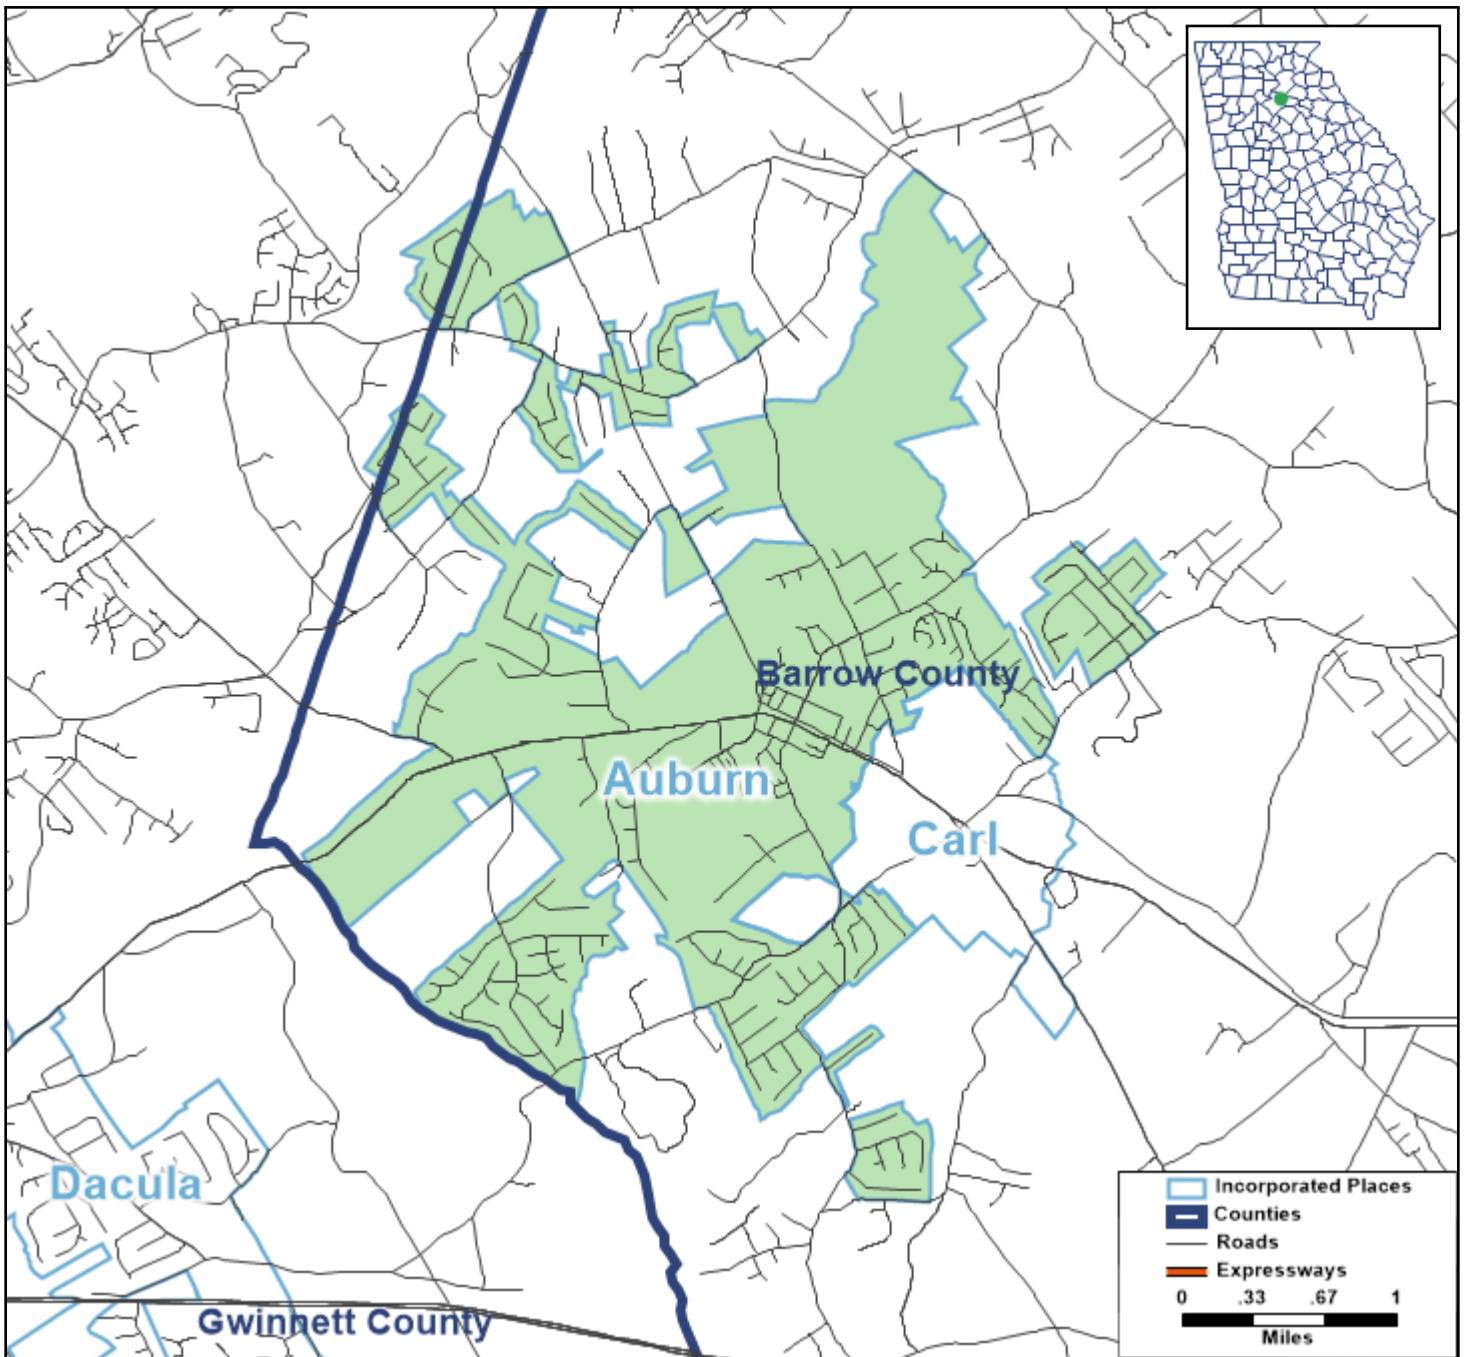 Barrow County
Auburn
Carl
Dacula
Gwinnett County
Incorporated Places
Counties
Roads
Expressways
0 .33 .67 1
Miles